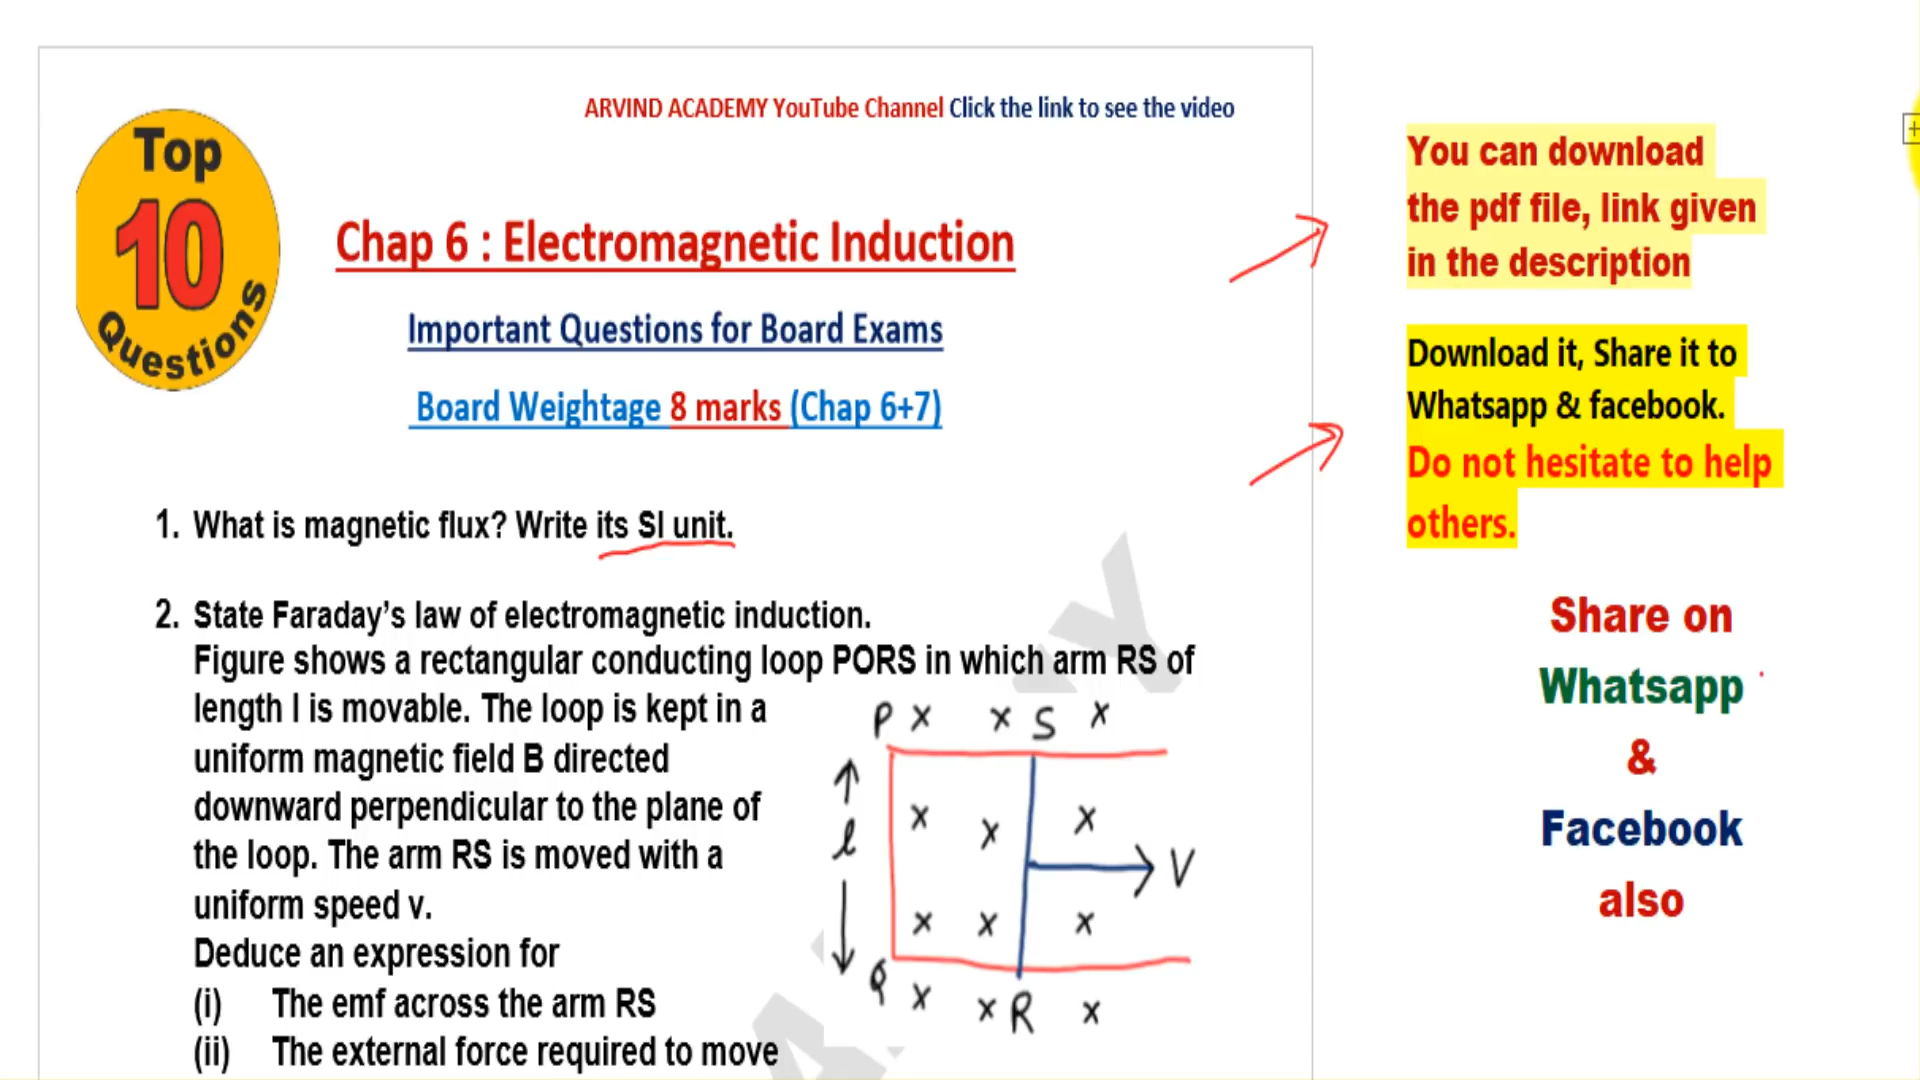 ARVIND ACADEMY YouTube Channel Click the link to see the video
Top
10
Questions
Chap 6 : Electromagnetic Induction
Important Questions for Board Exams
Board Weightage 8 marks (Chap 6+7)
1. What is magnetic flux? Write its SI unit.
2. State Faraday's law of electromagnetic induction.
Figure shows a rectangular conducting loop PORS in which arm RS of
length l is movable. The loop is kept in a
uniform magnetic field B directed
downward perpendicular to the plane of
the loop. The arm RS is moved with a
uniform speed v.
Deduce an expression for
(i) The emf across the arm RS
(ii) The external force required to move
P x x S x
x x x
l
V
x x x
Q x x R x
You can download
the pdf file, link given
in the description
Download it, Share it to
Whatsapp & facebook.
Do not hesitate to help
others.
Share on
Whatsapp
&
Facebook
also